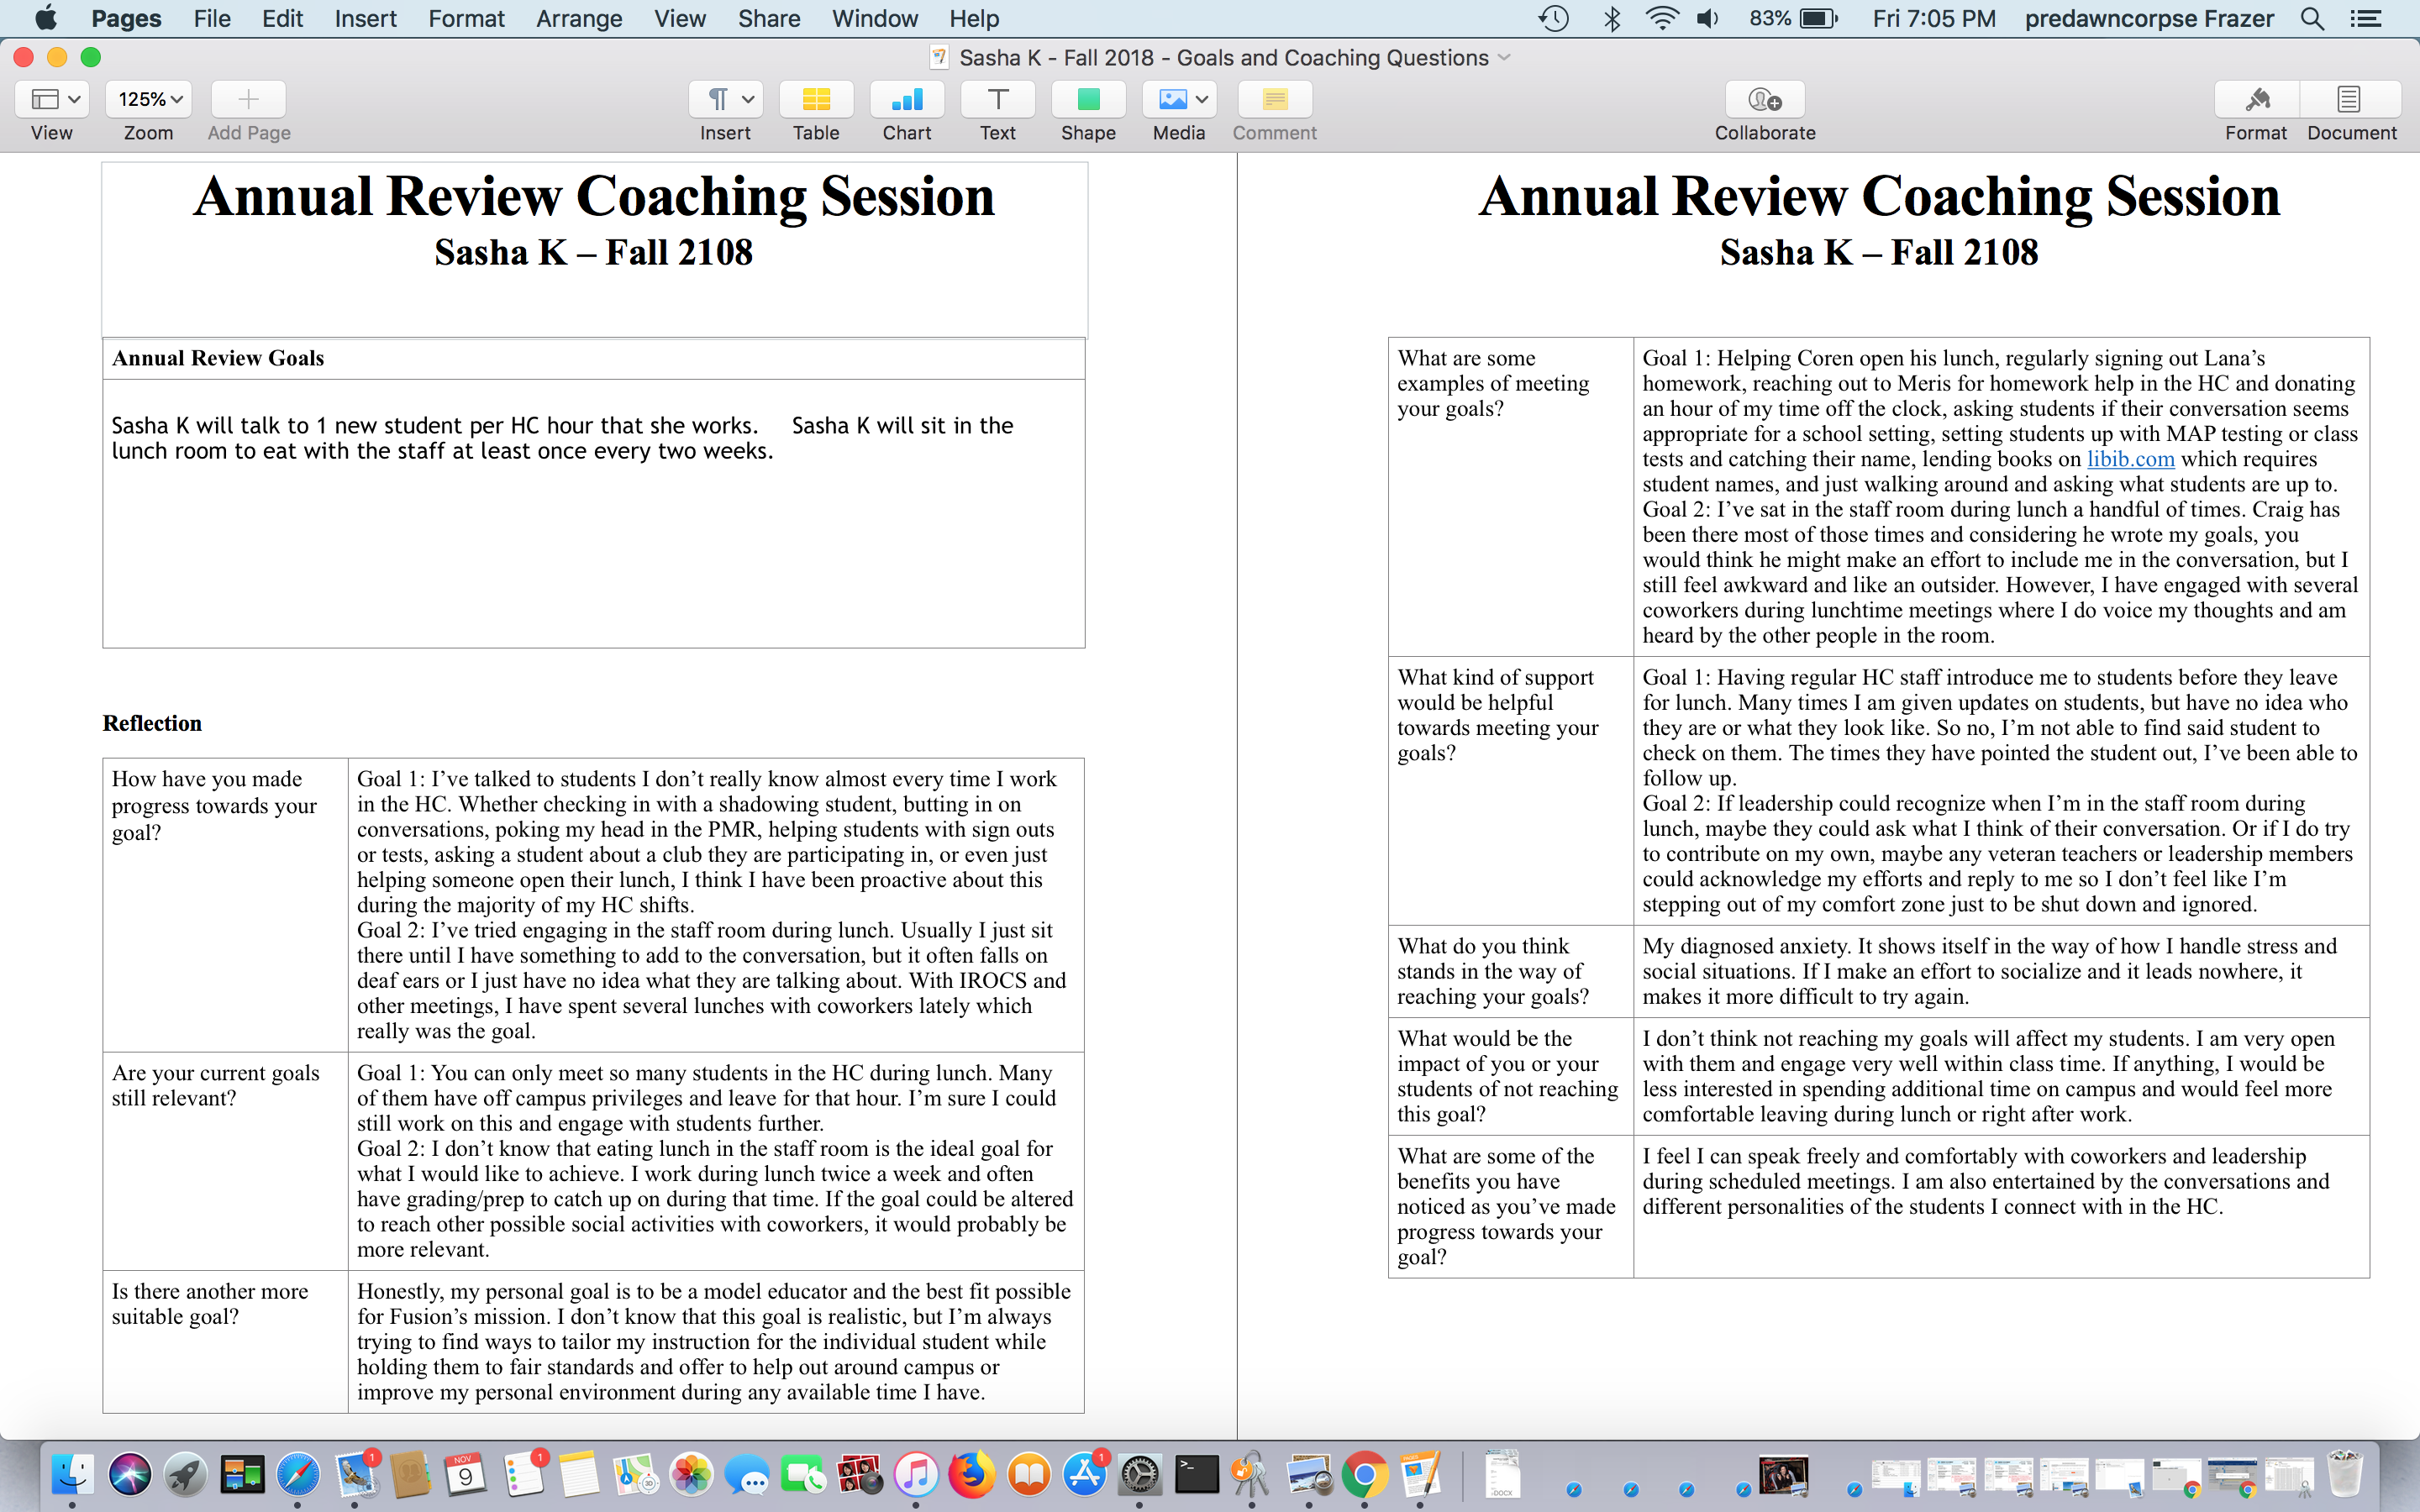 Pages File Edit Insert Format Arrange View Share Window Help 83% Fri 7:05 PM predawncorpse Frazer
Sasha K - Fall 2018 - Goals and Coaching Questions
125%
View Zoom Add Page Insert Table Chart Text Shape Media Comment Collaborate Format Document
Annual Review Coaching Session
Sasha K – Fall 2108
Annual Review Goals
Sasha K will talk to 1 new student per HC hour that she works. Sasha K will sit in the
lunch room to eat with the staff at least once every two weeks.
Reflection
How have you made
progress towards your
goal?
Goal 1: I’ve talked to students I don’t really know almost every time I work
in the HC. Whether checking in with a shadowing student, butting in on
conversations, poking my head in the PMR, helping students with sign outs
or tests, asking a student about a club they are participating in, or even just
helping someone open their lunch, I think I have been proactive about this
during the majority of my HC shifts.
Goal 2: I’ve tried engaging in the staff room during lunch. Usually I just sit
there until I have something to add to the conversation, but it often falls on
deaf ears or I just have no idea what they are talking about. With IROCS and
other meetings, I have spent several lunches with coworkers lately which
really was the goal.
Are your current goals
still relevant?
Goal 1: You can only meet so many students in the HC during lunch. Many
of them have off campus privileges and leave for that hour. I’m sure I could
still work on this and engage with students further.
Goal 2: I don’t know that eating lunch in the staff room is the ideal goal for
what I would like to achieve. I work during lunch twice a week and often
have grading/prep to catch up on during that time. If the goal could be altered
to reach other possible social activities with coworkers, it would probably be
more relevant.
Is there another more
suitable goal?
Honestly, my personal goal is to be a model educator and the best fit possible
for Fusion’s mission. I don’t know that this goal is realistic, but I’m always
trying to find ways to tailor my instruction for the individual student while
holding them to fair standards and offer to help out around campus or
improve my personal environment during any available time I have.
Annual Review Coaching Session
Sasha K – Fall 2108
What are some
examples of meeting
your goals?
Goal 1: Helping Coren open his lunch, regularly signing out Lana’s
homework, reaching out to Meris for homework help in the HC and donating
an hour of my time off the clock, asking students if their conversation seems
appropriate for a school setting, setting students up with MAP testing or class
tests and catching their name, lending books on libib.com which requires
student names, and just walking around and asking what students are up to.
Goal 2: I’ve sat in the staff room during lunch a handful of times. Craig has
been there most of those times and considering he wrote my goals, you
would think he might make an effort to include me in the conversation, but I
still feel awkward and like an outsider. However, I have engaged with several
coworkers during lunchtime meetings where I do voice my thoughts and am
heard by the other people in the room.
What kind of support
would be helpful
towards meeting your
goals?
Goal 1: Having regular HC staff introduce me to students before they leave
for lunch. Many times I am given updates on students, but have no idea who
they are or what they look like. So no, I’m not able to find said student to
check on them. The times they have pointed the student out, I’ve been able to
follow up.
Goal 2: If leadership could recognize when I’m in the staff room during
lunch, maybe they could ask what I think of their conversation. Or if I do try
to contribute on my own, maybe any veteran teachers or leadership members
could acknowledge my efforts and reply to me so I don’t feel like I’m
stepping out of my comfort zone just to be shut down and ignored.
What do you think
stands in the way of
reaching your goals?
My diagnosed anxiety. It shows itself in the way of how I handle stress and
social situations. If I make an effort to socialize and it leads nowhere, it
makes it more difficult to try again.
What would be the
impact of you or your
students of not reaching
this goal?
I don’t think not reaching my goals will affect my students. I am very open
with them and engage very well within class time. If anything, I would be
less interested in spending additional time on campus and would feel more
comfortable leaving during lunch or right after work.
What are some of the
benefits you have
noticed as you’ve made
progress towards your
goal?
I feel I can speak freely and comfortably with coworkers and leadership
during scheduled meetings. I am also entertained by the conversations and
different personalities of the students I connect with in the HC.
1
NOV
9
1
1
.DOCX